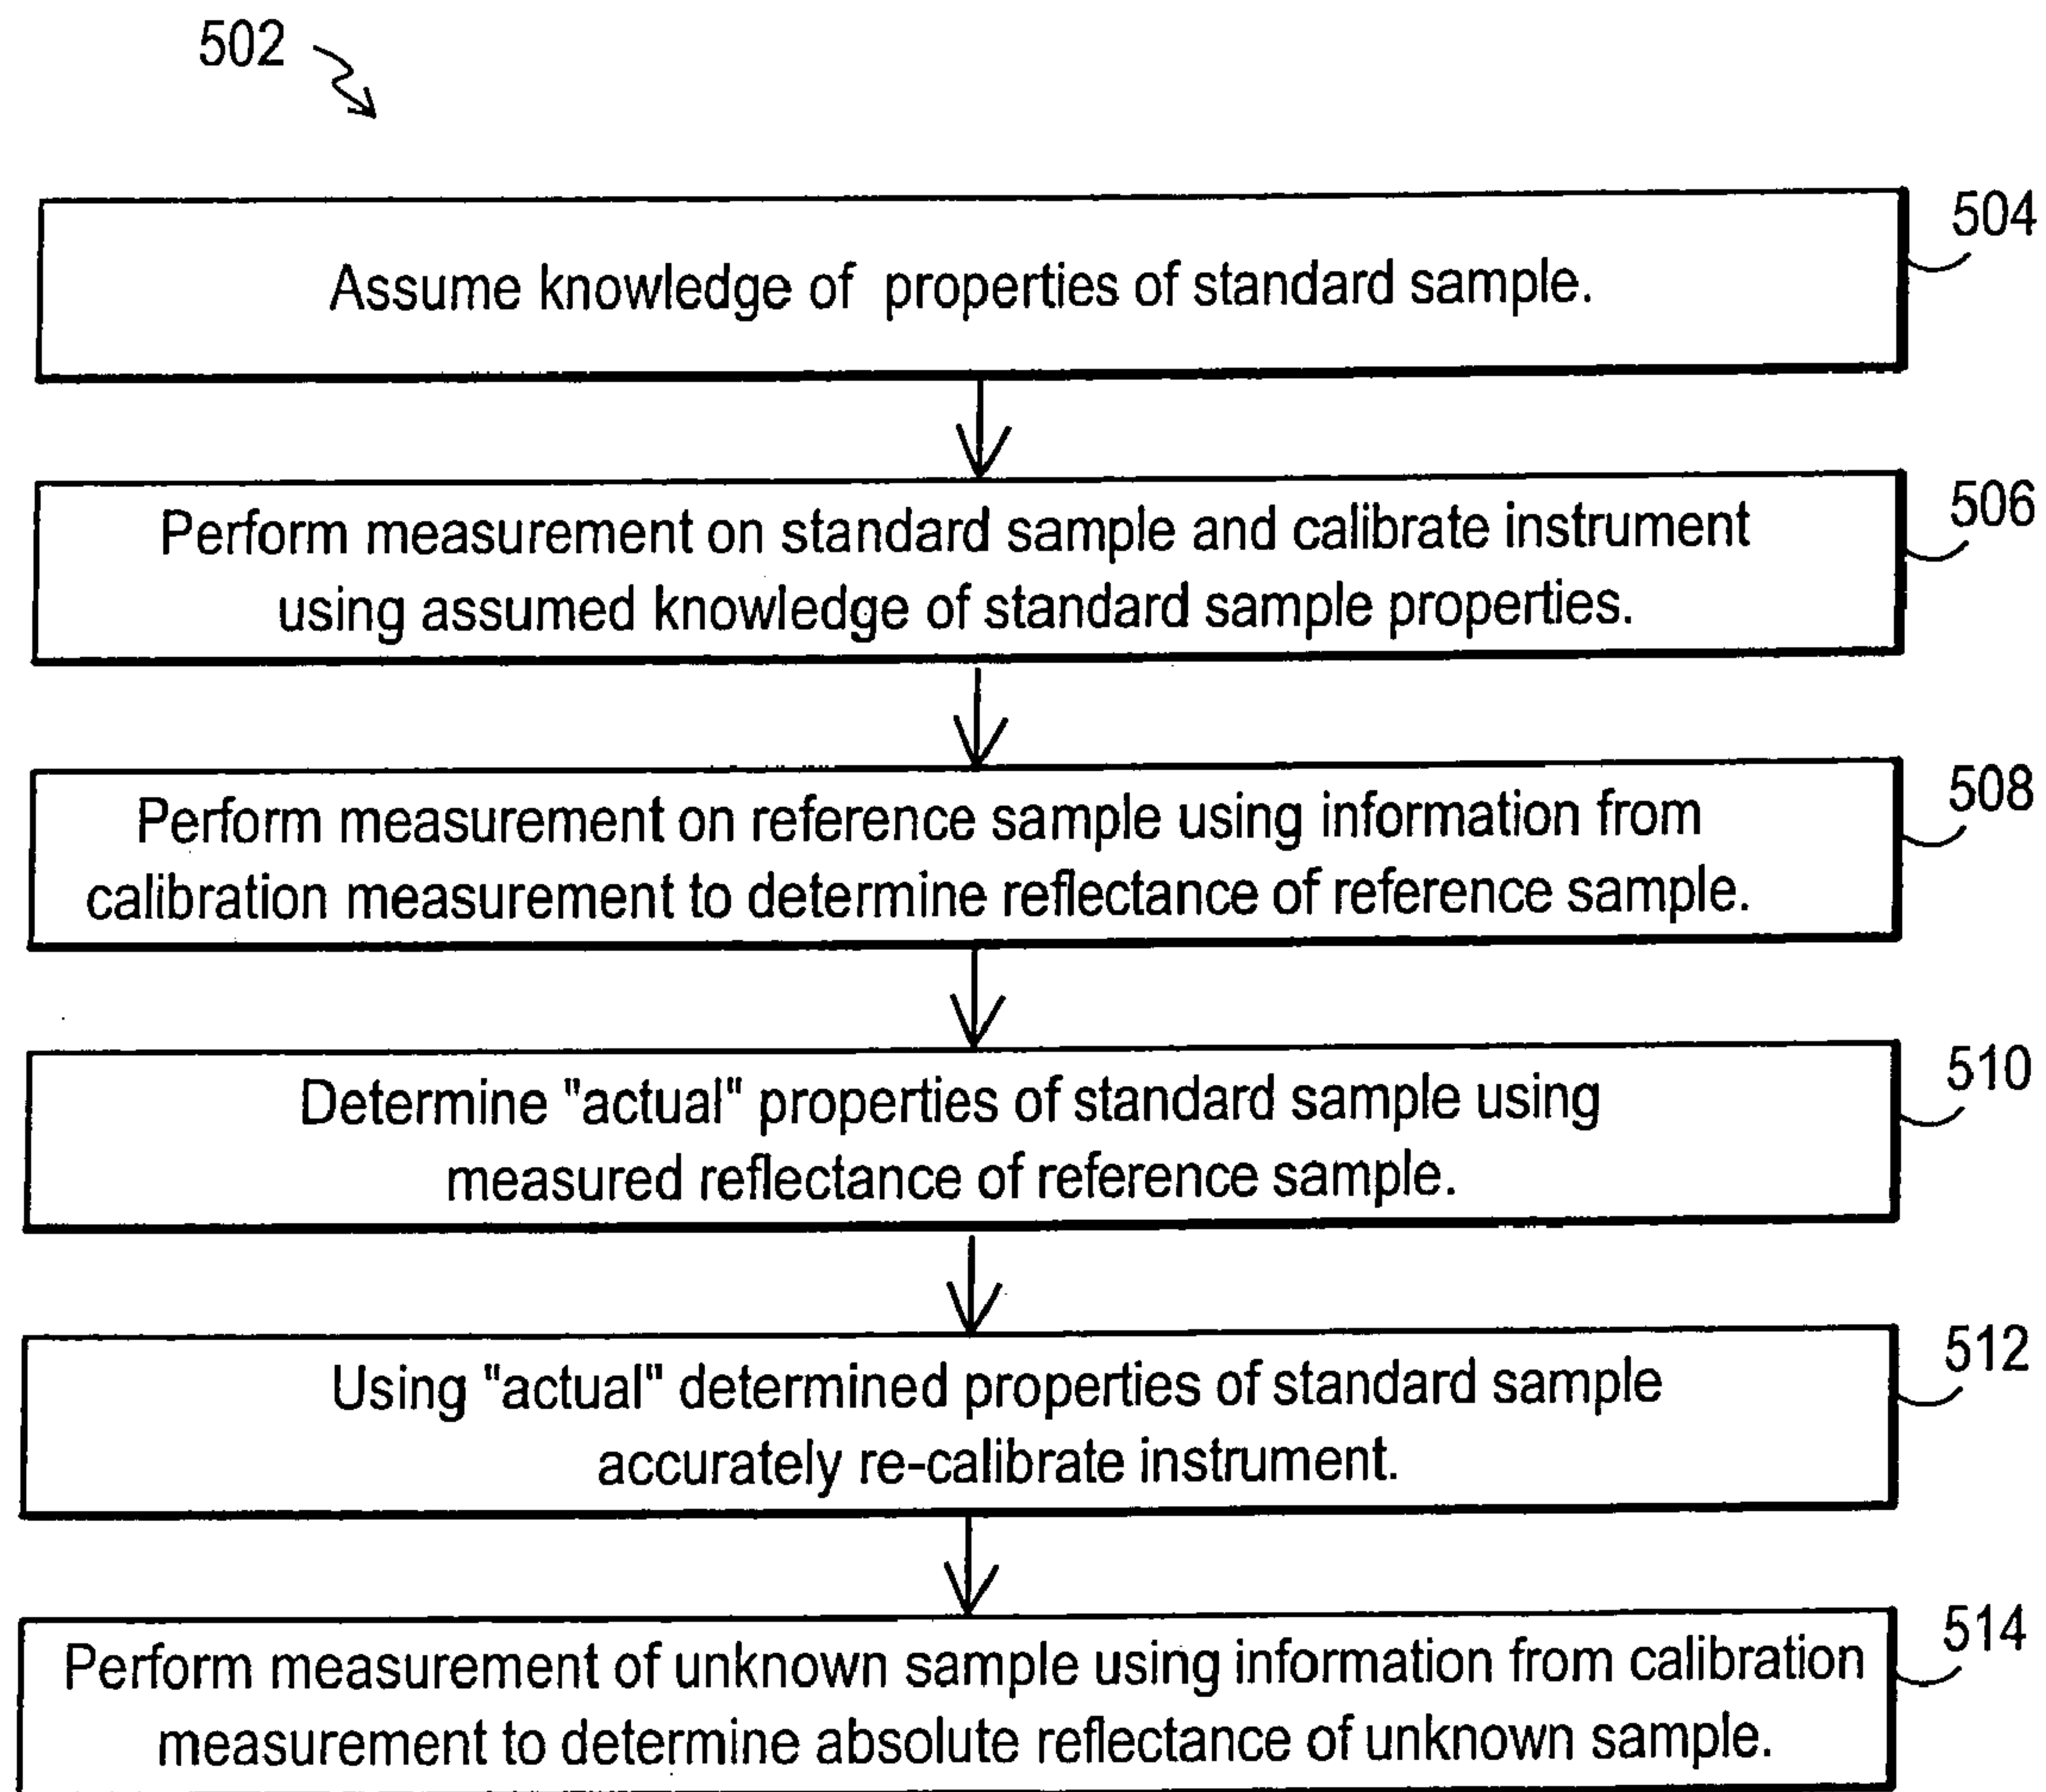 502
504
Assume knowledge of properties of standard sample.
506
Perform measurement on standard sample and calibrate instrument
using assumed knowledge of standard sample properties.
508
Perform measurement on reference sample using information from
calibration measurement to determine reflectance of reference sample.
510
Determine "actual" properties of standard sample using
measured reflectance of reference sample.
512
Using "actual" determined properties of standard sample
accurately re-calibrate instrument.
514
Perform measurement of unknown sample using information from calibration
measurement to determine absolute reflectance of unknown sample.